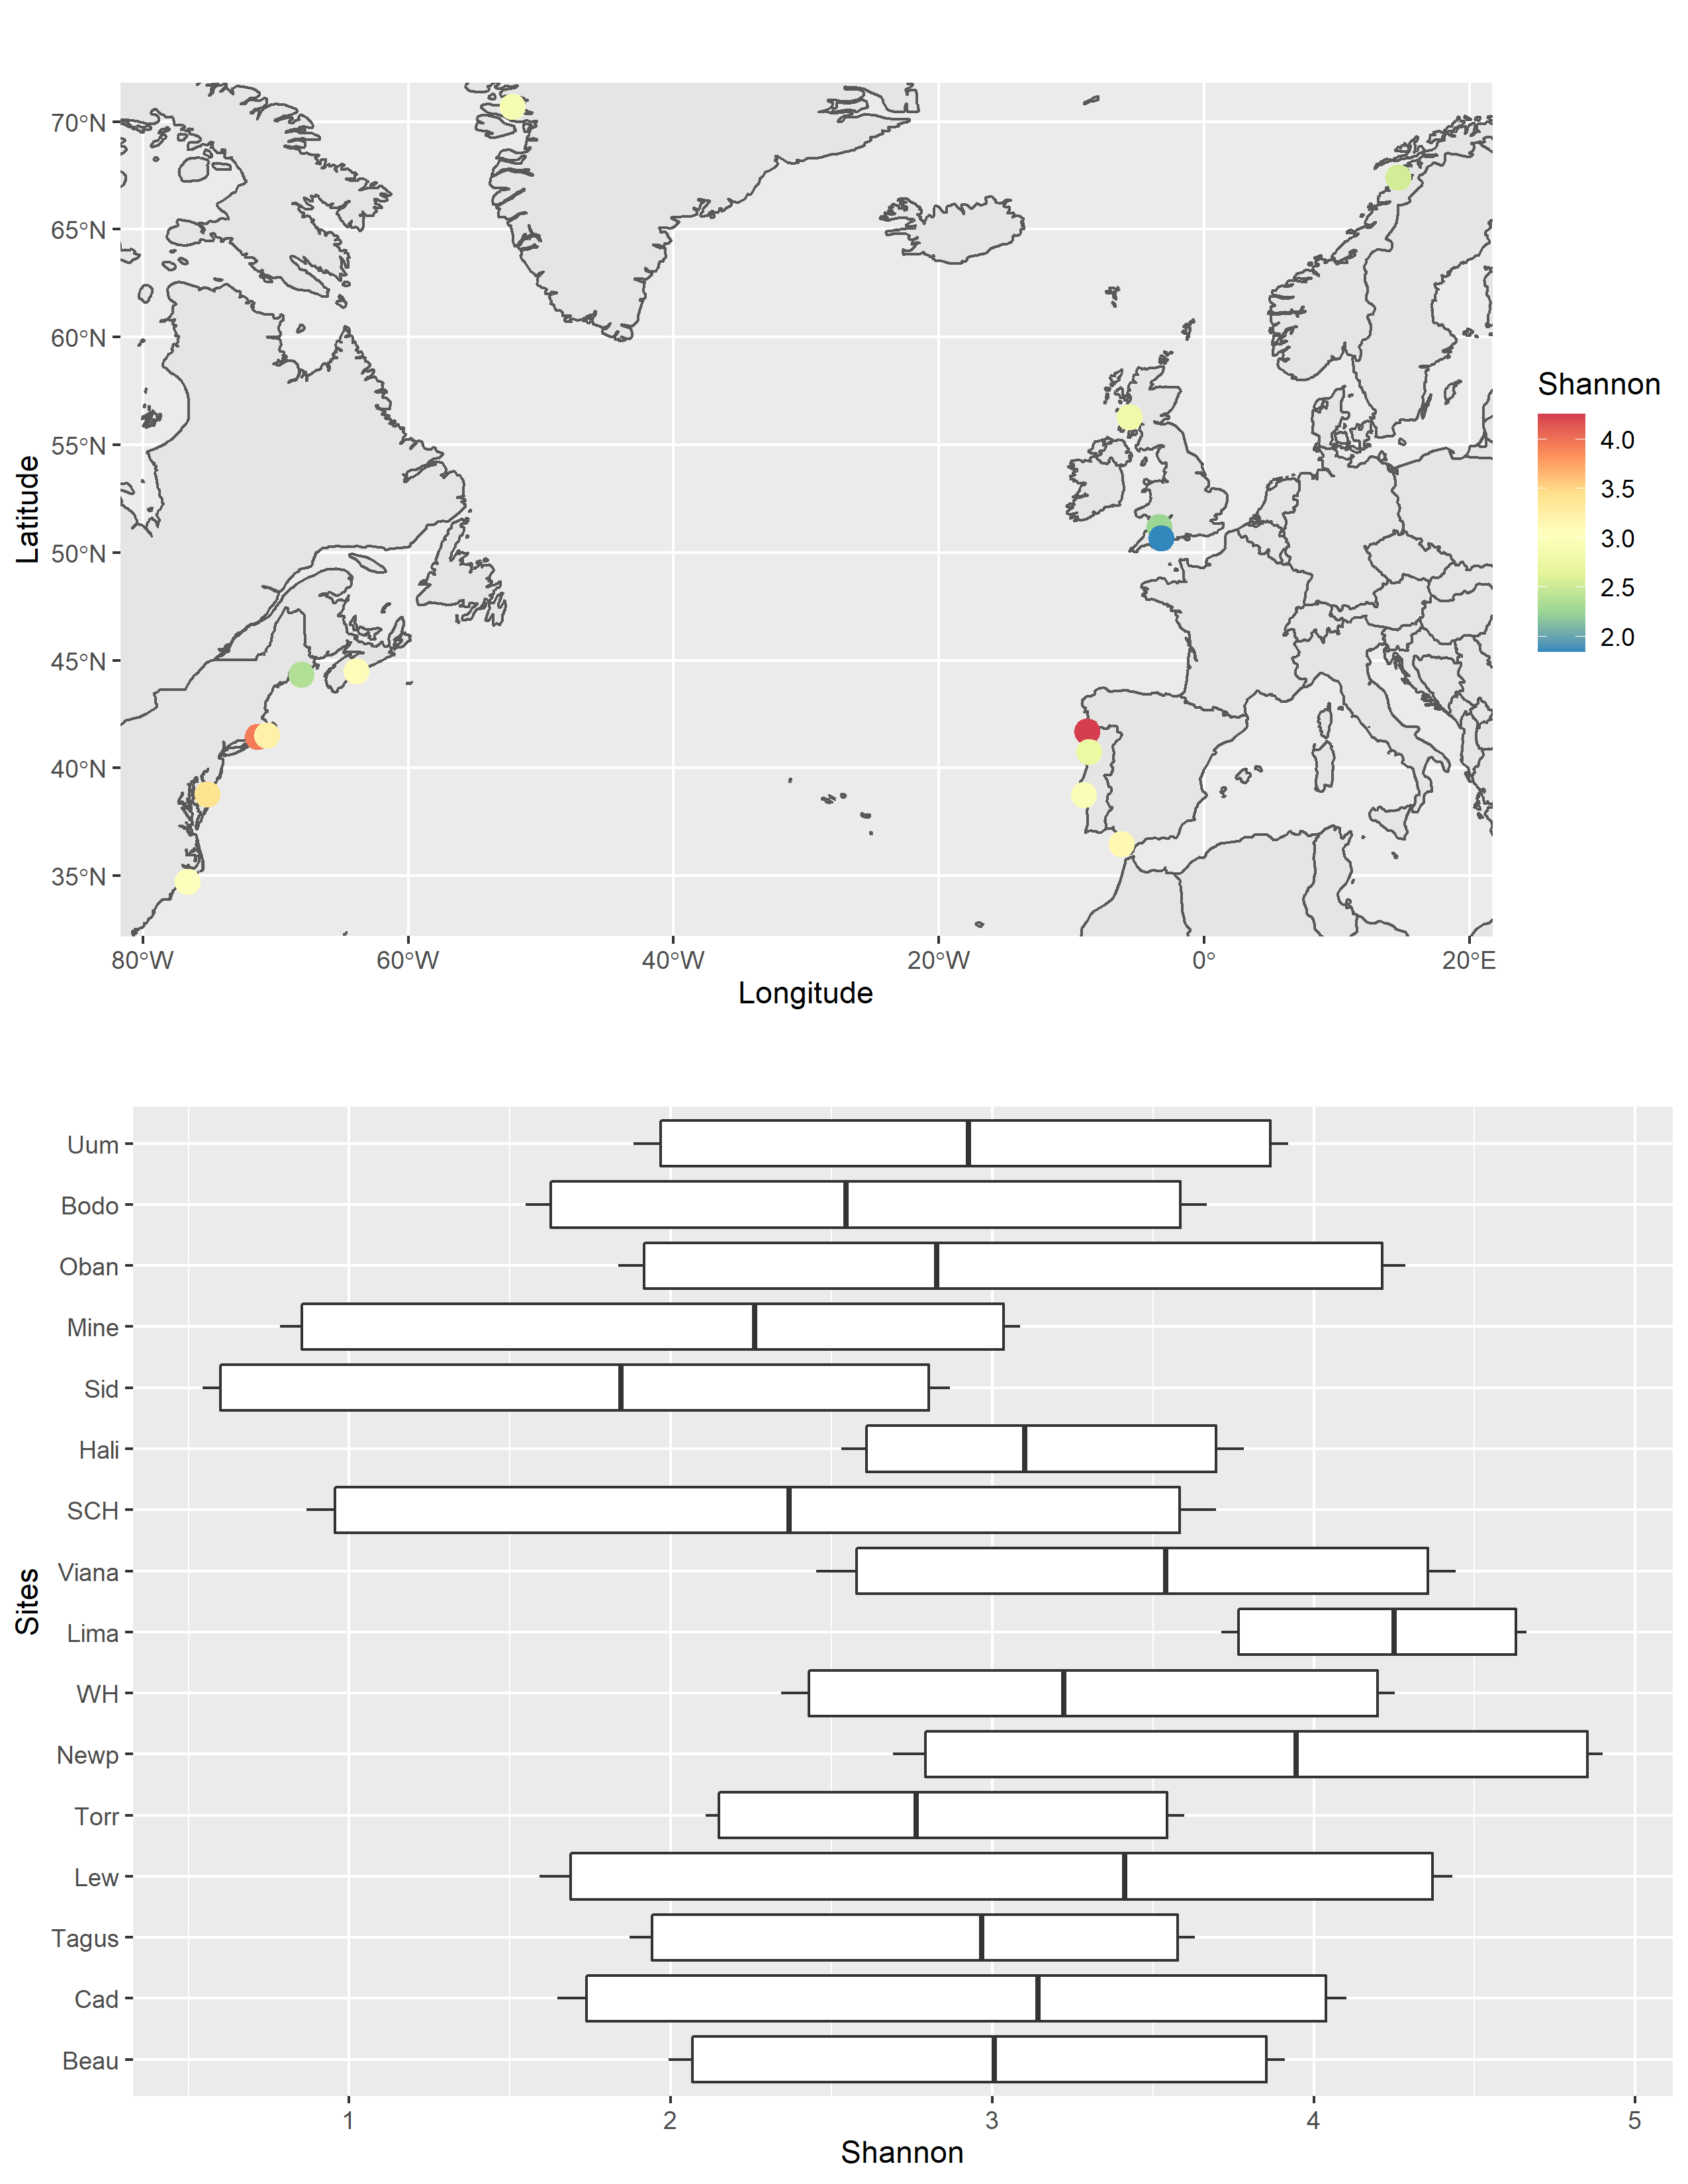 70°N
65°N
60°N
55°N
50°N
45°N
40°N
35°N
Latitude
80°W 60°W 40°W 20°W 0° 20°E
Longitude
Shannon
4.0
3.5
3.0
2.5
2.0
Uum
Bodo
Oban
Mine
Sid
Hali
SCH
Viana
Lima
WH
Newp
Torr
Lew
Tagus
Cad
Beau
Sites
1 2 3 4 5
Shannon